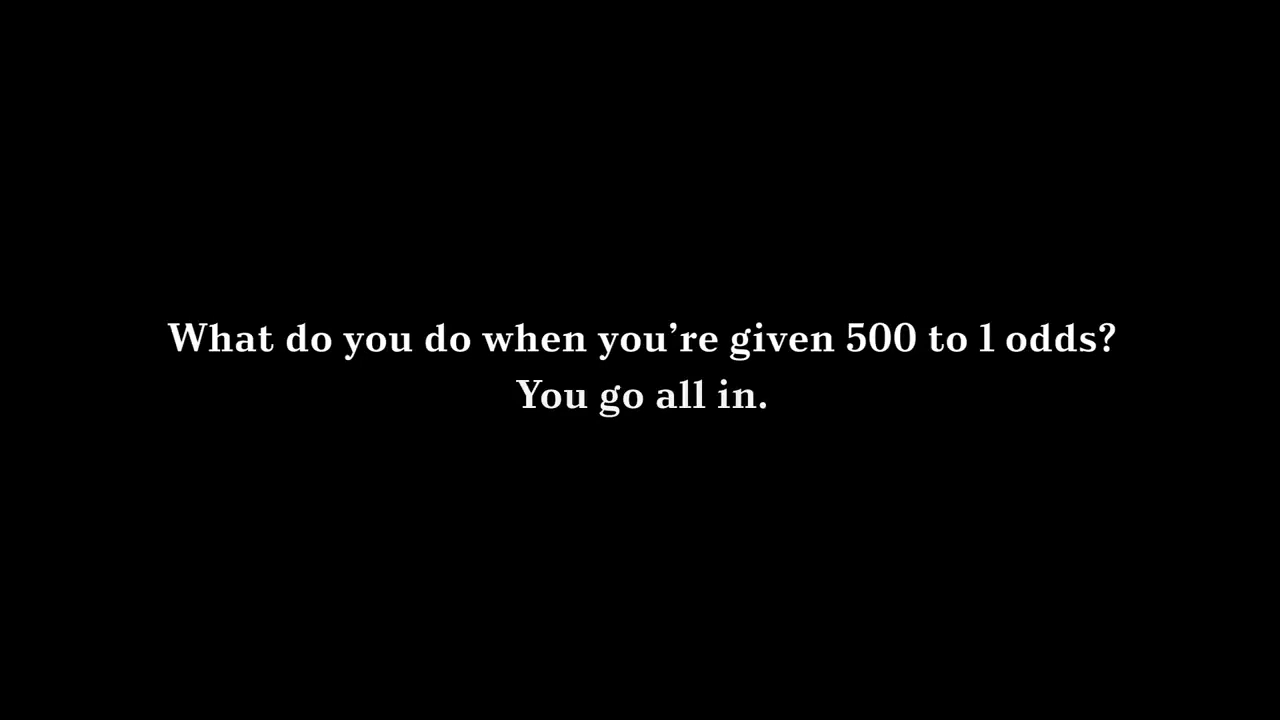 What do you do when you’re given 500 to 1 odds?
You go all in.